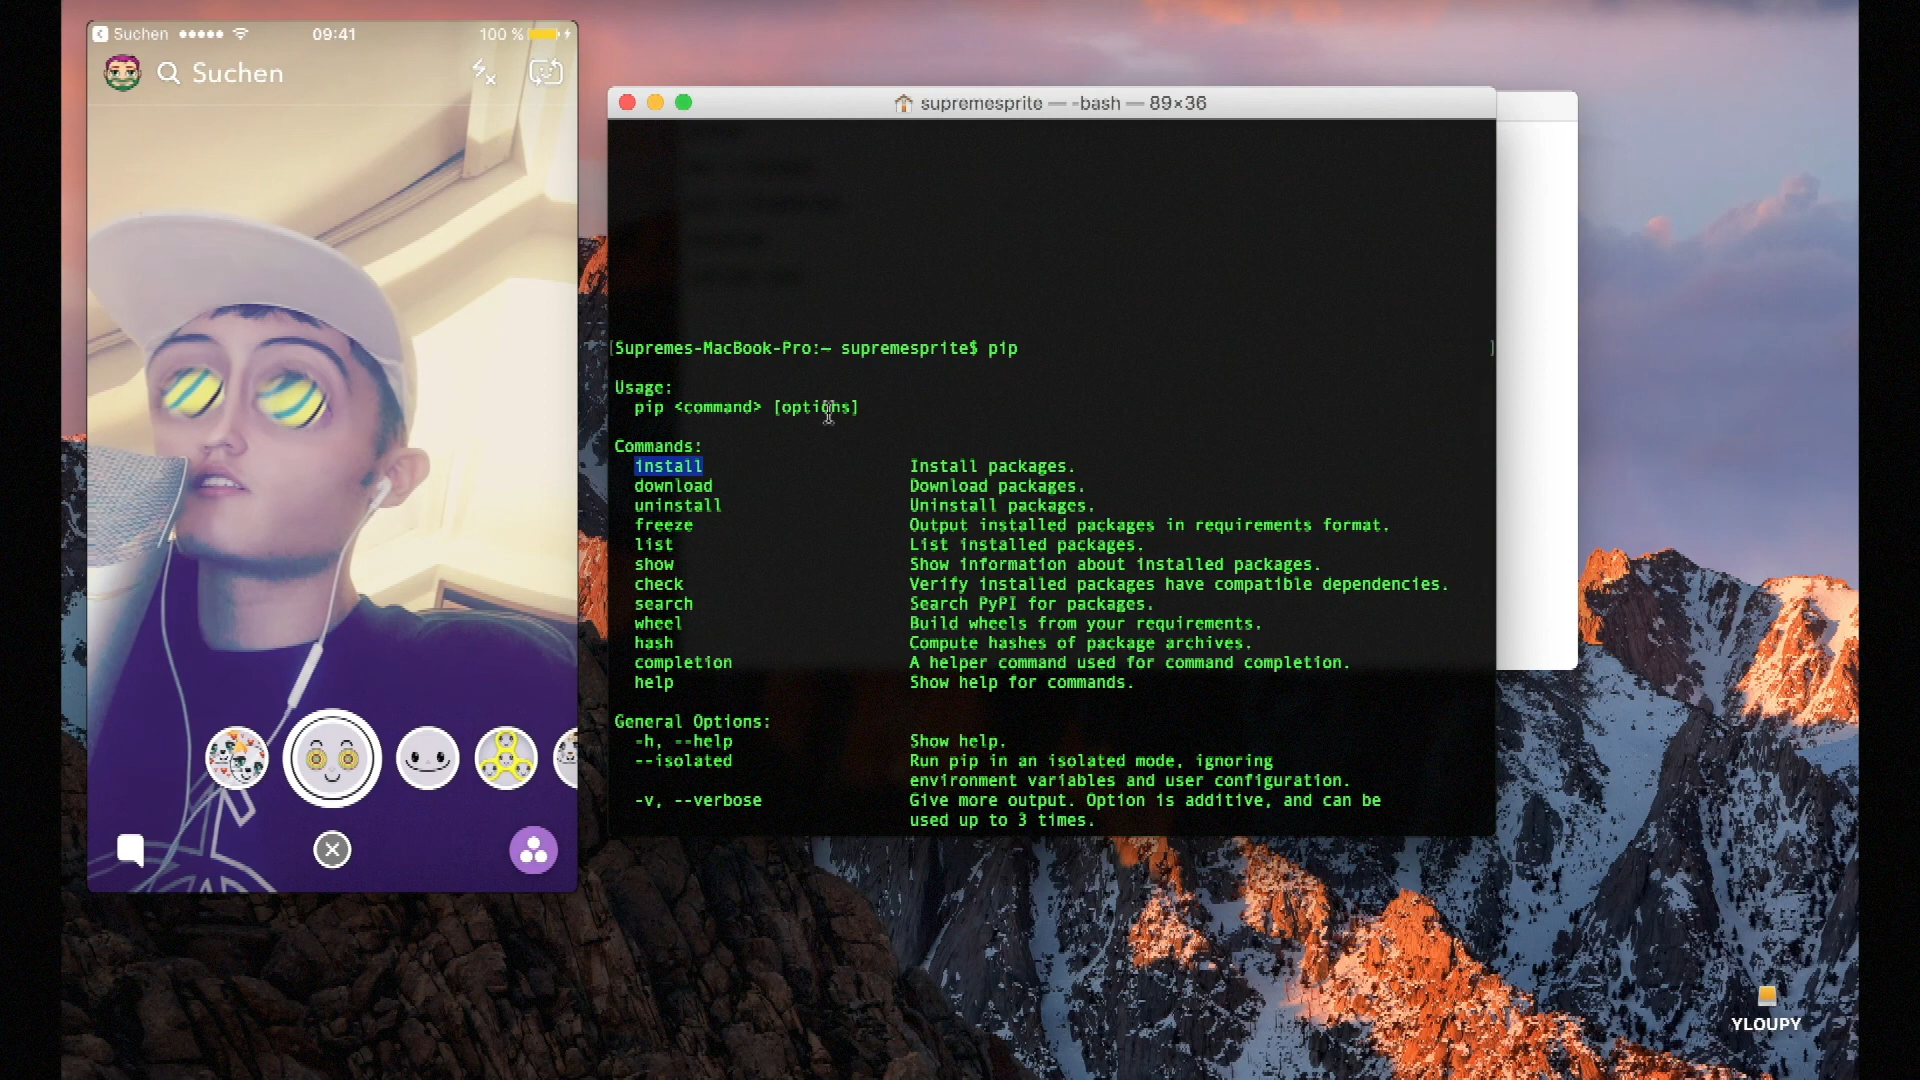 Suchen 09:41 100 %
Suchen
supremesprite — -bash — 89×36
[Supremes-MacBook-Pro:~ supremesprite$ pip ]
Usage:
pip <command> [options]
Commands:
install Install packages.
download Download packages.
uninstall Uninstall packages.
freeze Output installed packages in requirements format.
list List installed packages.
show Show information about installed packages.
check Verify installed packages have compatible dependencies.
search Search PyPI for packages.
wheel Build wheels from your requirements.
hash Compute hashes of package archives.
completion A helper command used for command completion.
help Show help for commands.
General Options:
-h, --help Show help.
--isolated Run pip in an isolated mode, ignoring
environment variables and user configuration.
-v, --verbose Give more output. Option is additive, and can be
used up to 3 times.
YLOUPY